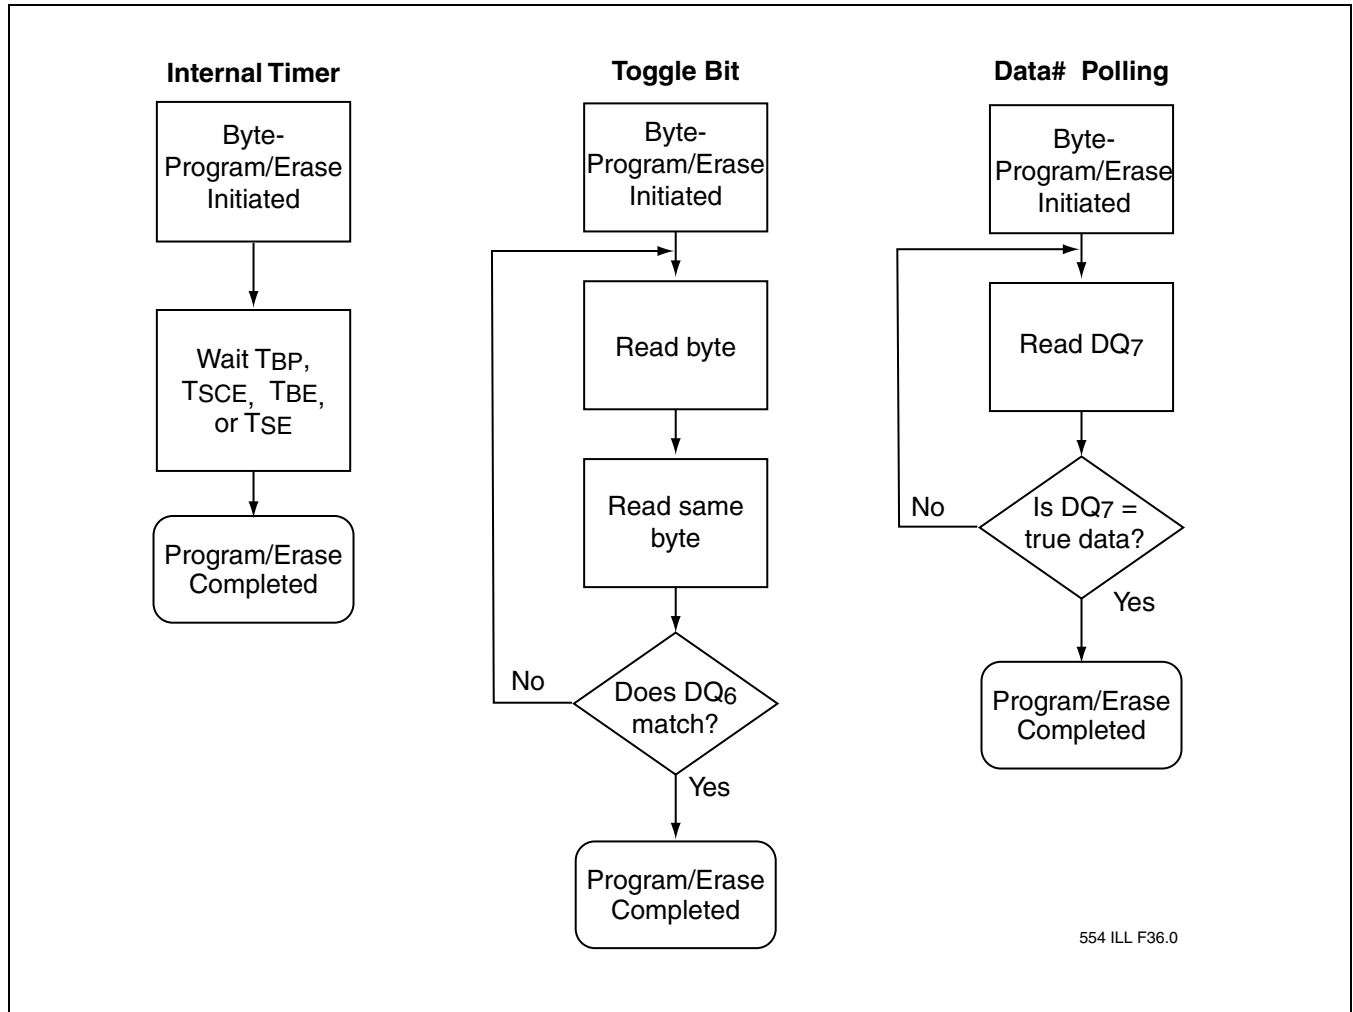 Internal Timer
Byte-
Program/Erase
Initiated
Wait TBP,
TSCE, TBE,
or TSE
Program/Erase
Completed
Toggle Bit
Byte-
Program/Erase
Initiated
Read byte
Read same
byte
Does DQ6
match?
No
Yes
Program/Erase
Completed
Data# Polling
Byte-
Program/Erase
Initiated
Read DQ7
Is DQ7 =
true data?
No
Yes
Program/Erase
Completed
554 ILL F36.0